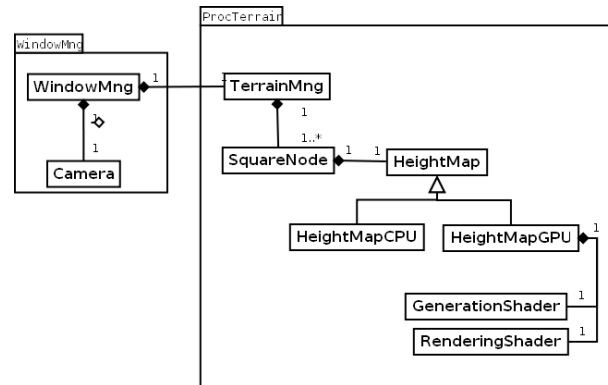 ProcTerrain
WindowMng
WindowMng
1
1
TerrainMng
1
1
1
1..*
Camera
SquareNode
1
1
HeightMap
HeightMapCPU
HeightMapGPU
1
GenerationShader
1
RenderingShader
1